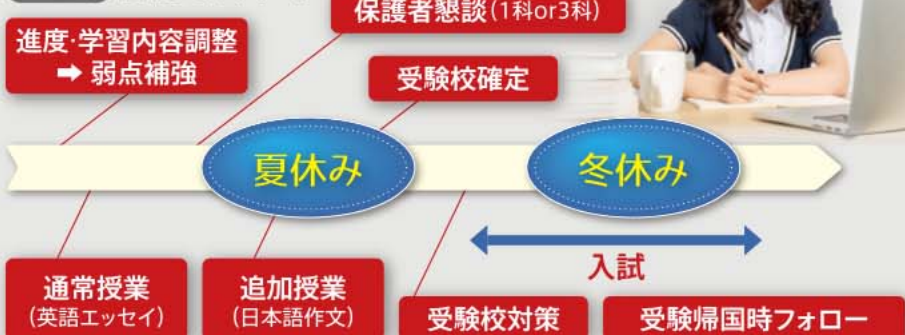 保護者懇談(1科or3科)
進度·学習内容調整
➡ 弱点補強
受験校確定
夏休み
冬休み
入試
通常授業
(英語エッセイ)
追加授業
(日本語作文)
受験校対策
受験帰国時フォロー